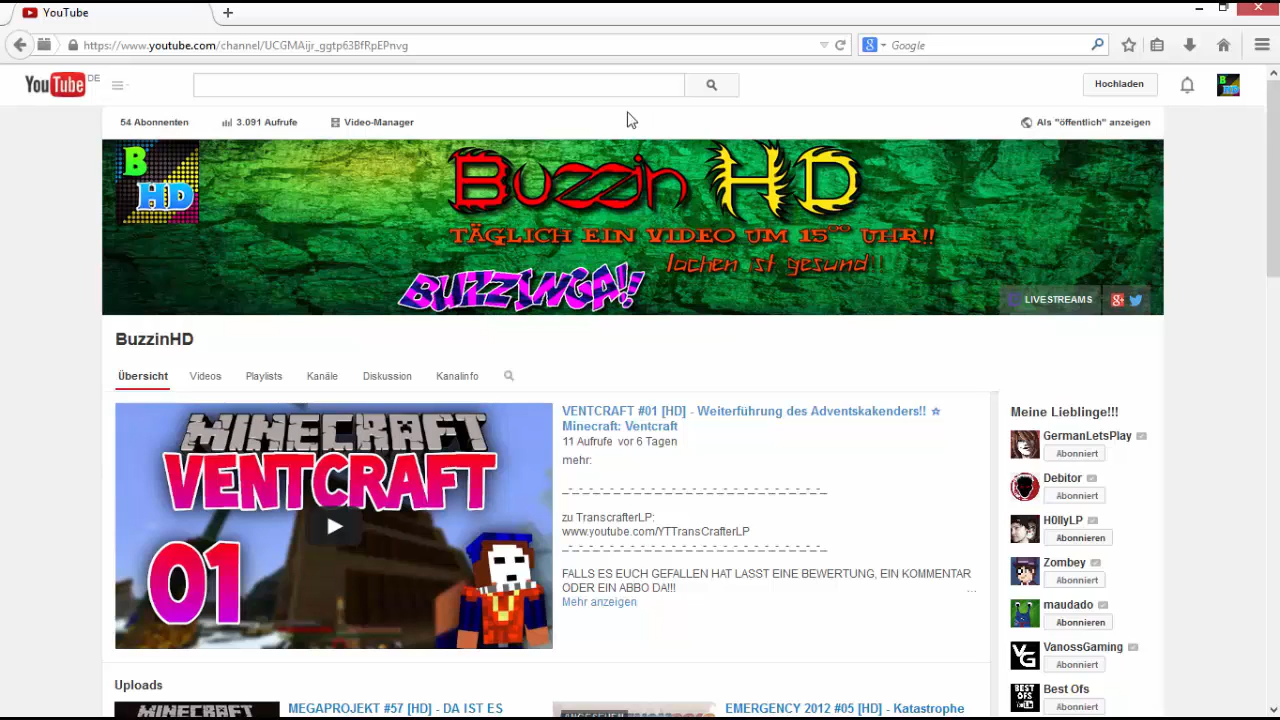 YouTube
https://www.youtube.com/channel/UCGMAijr_ggtp63BfRpEPnvg
Google
YouTube DE
Hochladen
54 Abonnenten
3.091 Aufrufe
Video-Manager
Als "öffentlich" anzeigen
B
HD
Buzzin HD
TÄGLICH EIN VIDEO UM 15⁰⁰ UHR!!
lachen ist gesund!!
BUZZINGA!!
LIVESTREAMS
BuzzinHD
Übersicht
Videos
Playlists
Kanäle
Diskussion
Kanalinfo
MINECRAFT
VENTCRAFT
01
VENTCRAFT #01 [HD] - Weiterführung des Adventskakenders!! ☆
Minecraft: Ventcraft
11 Aufrufe vor 6 Tagen
mehr:
_-_-_-_-_-_-_-_-_-_-_-_-_-_-_-_-_-_-_-_-_-_-_-_-_
zu TranscrafterLP:
www.youtube.com/YTTransCrafterLP
_-_-_-_-_-_-_-_-_-_-_-_-_-_-_-_-_-_-_-_-_-_-_-_-_
FALLS ES EUCH GEFALLEN HAT LASST EINE BEWERTUNG, EIN KOMMENTAR
ODER EIN ABBO DA!!!
...
Mehr anzeigen
Meine Lieblinge!!!
GermanLetsPlay
Abonniert
Debitor
Abonniert
H0llyLP
Abonnieren
Zombey
Abonniert
maudado
Abonnieren
VanossGaming
Abonniert
Best Ofs
Abonniert
Uploads
MINECRAFT
MEGAPROJEKT #57 [HD] - DA IST ES
ANGESEHEN
EMERGENCY 2012 #05 [HD] - Katastrophe